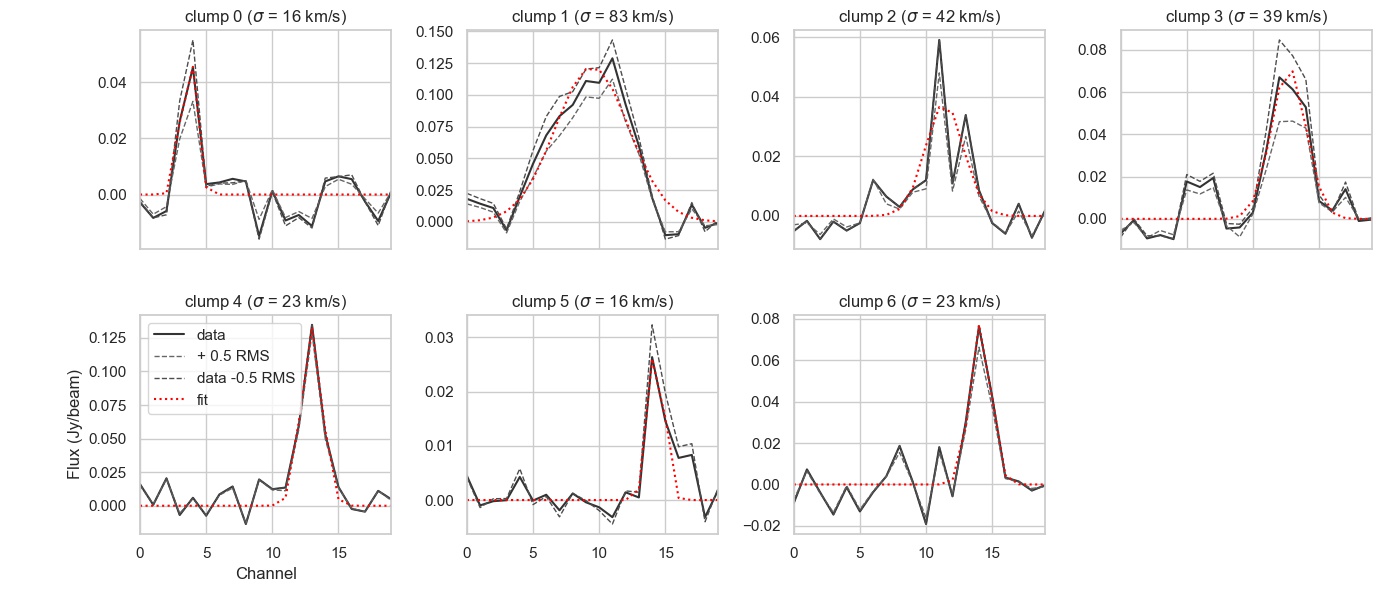 clump 0 (σ = 16 km/s)
0.04
0.02
0.00
clump 1 (σ = 83 km/s)
0.150
0.125
0.100
0.075
0.050
0.025
0.000
clump 2 (σ = 42 km/s)
0.06
0.04
0.02
0.00
clump 3 (σ = 39 km/s)
0.08
0.06
0.04
0.02
0.00
clump 4 (σ = 23 km/s)
data
+ 0.5 RMS
data -0.5 RMS
fit
Flux (Jy/beam)
0.125
0.100
0.075
0.050
0.025
0.000
0 5 10 15
Channel
clump 5 (σ = 16 km/s)
0.03
0.02
0.01
0.00
0 5 10 15
clump 6 (σ = 23 km/s)
0.08
0.06
0.04
0.02
0.00
−0.02
0 5 10 15